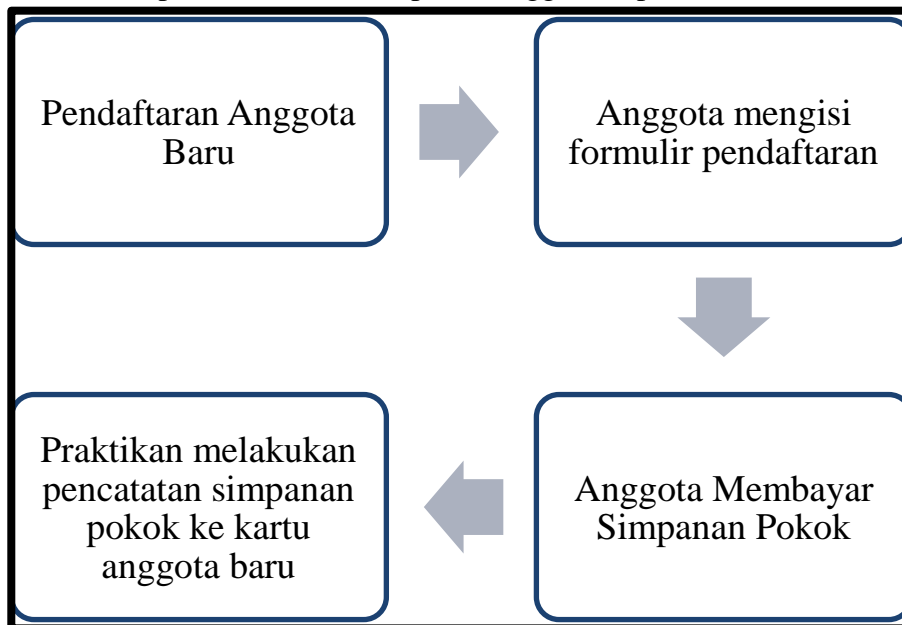 Pendaftaran Anggota
Baru
Anggota mengisi
formulir pendaftaran
Anggota Membayar
Simpanan Pokok
Praktikan melakukan
pencatatan simpanan
pokok ke kartu
anggota baru